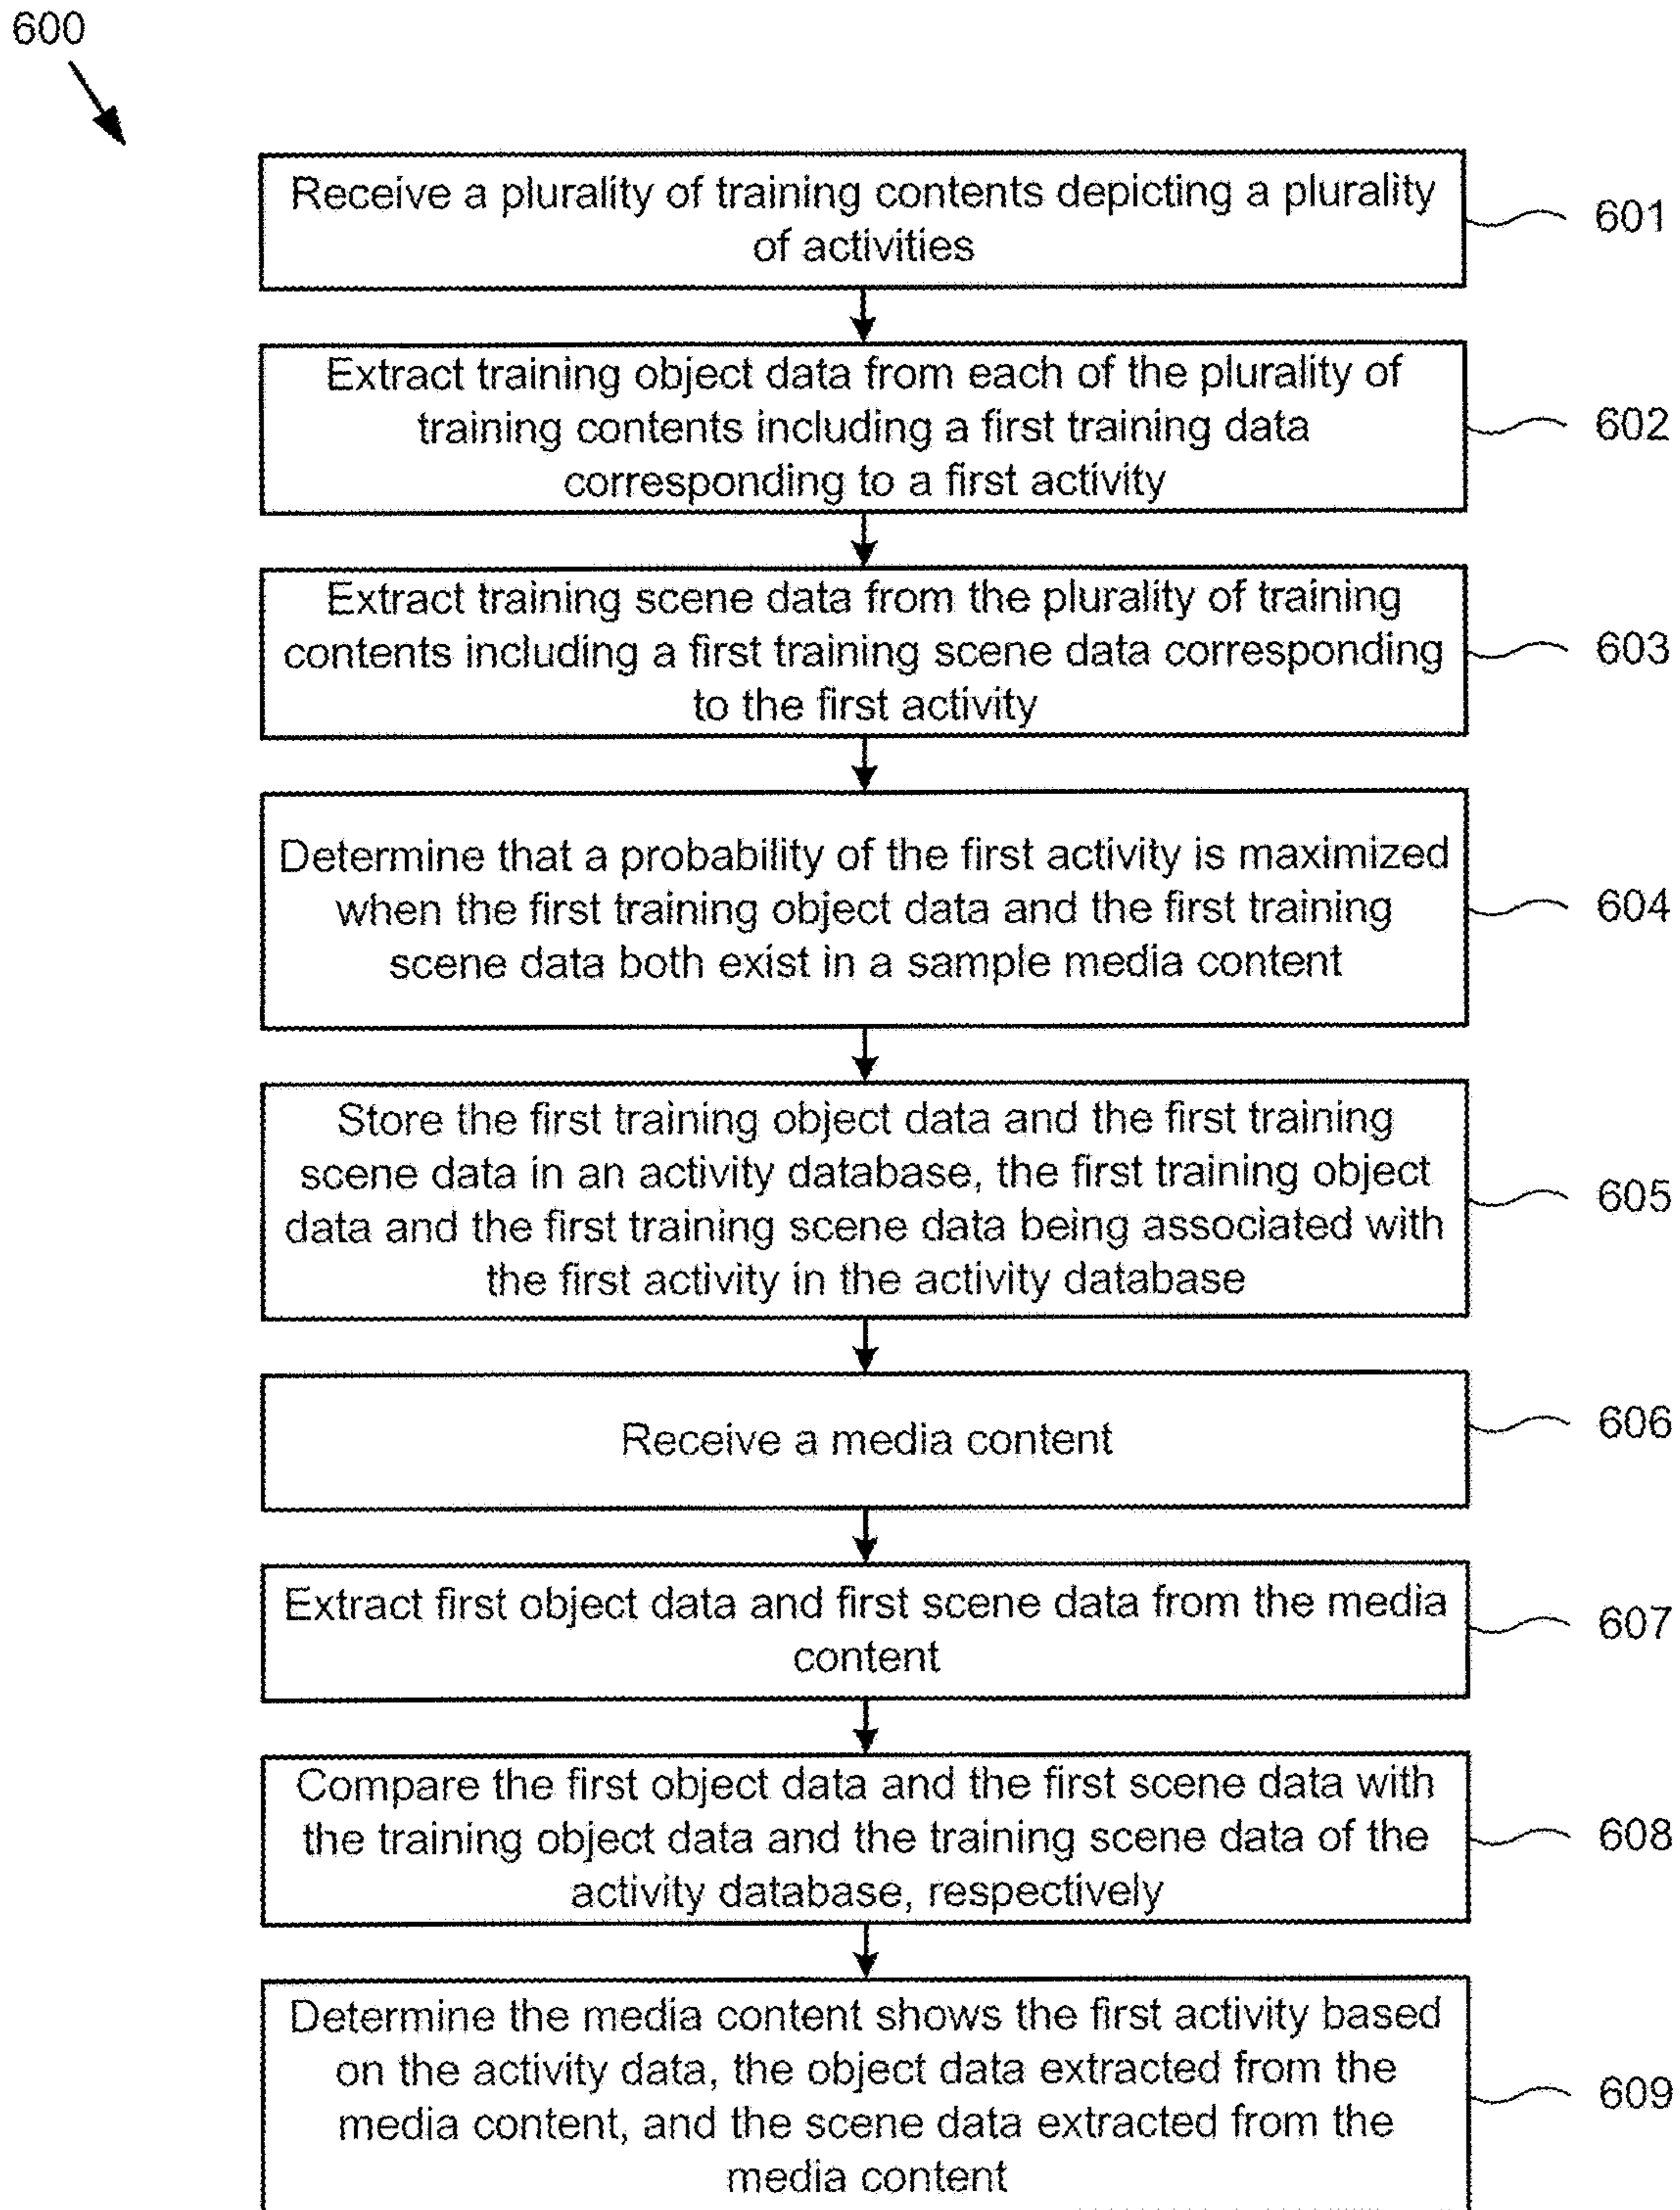 600
Receive a plurality of training contents depicting a plurality
of activities
601
Extract training object data from each of the plurality of
training contents including a first training data
corresponding to a first activity
602
Extract training scene data from the plurality of training
contents including a first training scene data corresponding
to the first activity
603
Determine that a probability of the first activity is maximized
when the first training object data and the first training
scene data both exist in a sample media content
604
Store the first training object data and the first training
scene data in an activity database, the first training object
data and the first training scene data being associated with
the first activity in the activity database
605
Receive a media content
606
Extract first object data and first scene data from the media
content
607
Compare the first object data and the first scene data with
the training object data and the training scene data of the
activity database, respectively
608
Determine the media content shows the first activity based
on the activity data, the object data extracted from the
media content, and the scene data extracted from the
media content
609